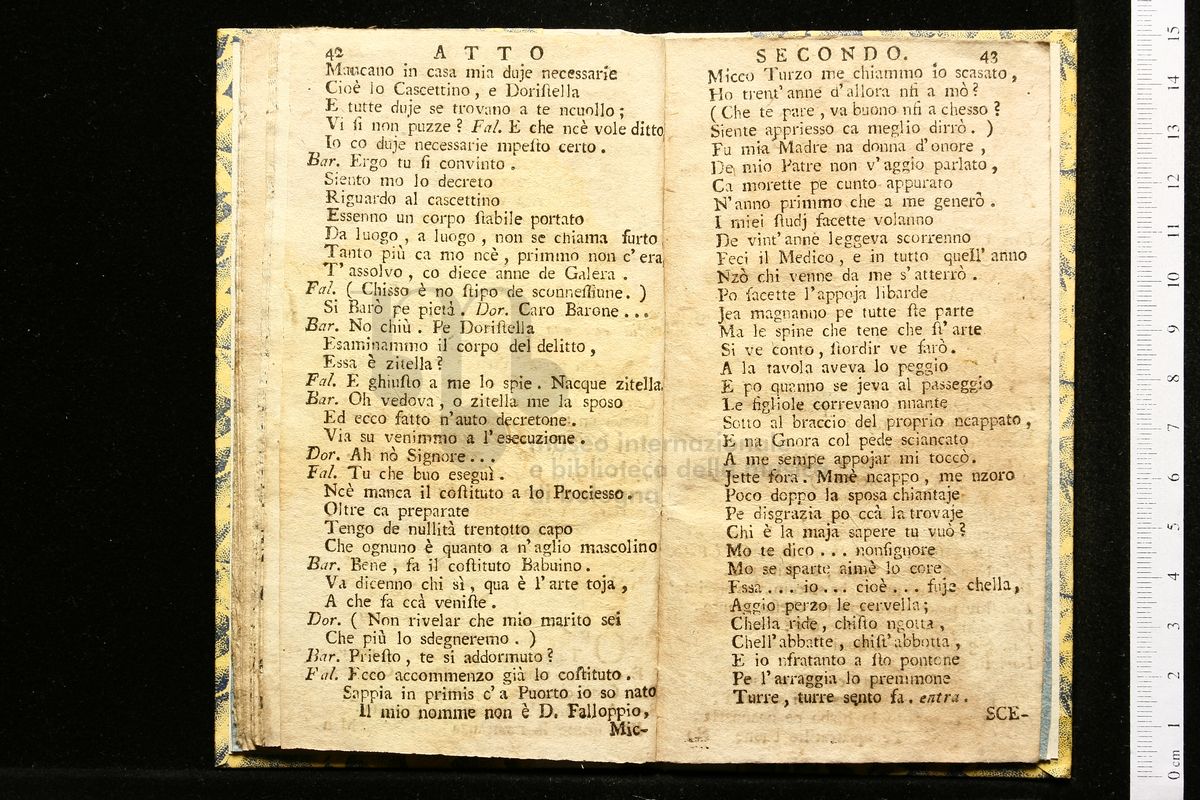 42 ATTO
Mancano in casa mia duje necessarie
Cioè lo Cascettino, e Doriſtella
E tutte duje se trovano a te ncuollo;
Vi ſi non puzze? Fal. E che ncè vole ditto
Io co duje necessarie mpeſto certo.
Bar. Ergo tu ſi convinto.
Siento mo lo decreto
Riguardo al cascettino
Essenno un corpo ſtabile portato
Da luogo, a luogo, non se chiama furto
Tanto più ca mo ncè, primmo non c'era
T'assolvo, co diece anne de Galera.
Fal. (Chisso è no ſtipo de sconneſſiune.)
Si Barò pe pietà. Dor. Caro Barone...
Bar. No chiù. Pe Doriſtella
Esaminammo il corpo del delitto,
Essa è zitella?
Fal. E ghiuſto a me lo spie. Nacque zitella
Bar. Oh vedova, o zitella me la sposo
Ed ecco fatto n'auto decretone.
Via su venimmo a l'esecuzione.
Dor. Ah nò Signore...
Fal. Tu che buo eseguì.
Ncè manca il coſtituto a lo Prociesso.
Oltre ca preparate
Tengo de nullità trentotto capo
Che ognuno è quanto a n'aglio mascolino
Bar. Bene, fa il coſtituto Babuino.
Va dicenno chi sì, qua è l'arte toja,
A che fa ccà veniſte.
Dor. (Non rivelar che mio marito sei
Che più lo sdegneremo.)
Bar. Prieſto, te si addormuto?
Fal. Ecco accommenzo già lo coſtituto.
Sappia in primis c'a Puorto io so nato
Il mio nomme non è D. Falloppio,
Mic-
SECONDO. 43
Micco Turzo me chiammo io scasato,
Ho trent'anne d'allora nfi a mò?
(Che te pare, va buono nfi a chesso?
Siente appriesso ca meglio dirrò.)
Fu mia Madre na donna d'onore,
De mio Patre non v'aggio parlato,
Ca morette pe cunto appurato
N'anno primmo che a me generò.
I miei ſtudj facette volanno
De vint'anne leggeva scorrenno
Feci il Medico, e in tutto quell'anno
Nzò chi venne da me s'atterrò.
Po facette l'appoja libarde
Jea magnanno pe tutte ſte parte
Ma le spine che tene che ſt'arte
Si ve conto, ſtordir ve farò.
A la tavola aveva lo peggio
E po quanno se jeva al passeggio
Le figliole correvano nnante
Sotto al braccio del proprio ncappato,
E na Gnora col pede sciancato
A me sempe appojar mi toccò.
Jette fora. Mmè ncappo, me nzoro
Poco doppo la sposa chiantaje
Pe disgrazia po ccà la trovaje
Chi è la maja sapere tu vuò?
Mo te dico... nonſignore
Mo se sparte aimè lo core
Essa... io... cioè... fuje chella,
Aggio perzo le cervella;
Chella ride, chiſto ngotta,
Chell'abbatte, chiſt'abbotta,
E io nfratanto a ſto pontone
Pe l'arraggia lo premmone
Turre, turre sento fa. entra.
SCE-